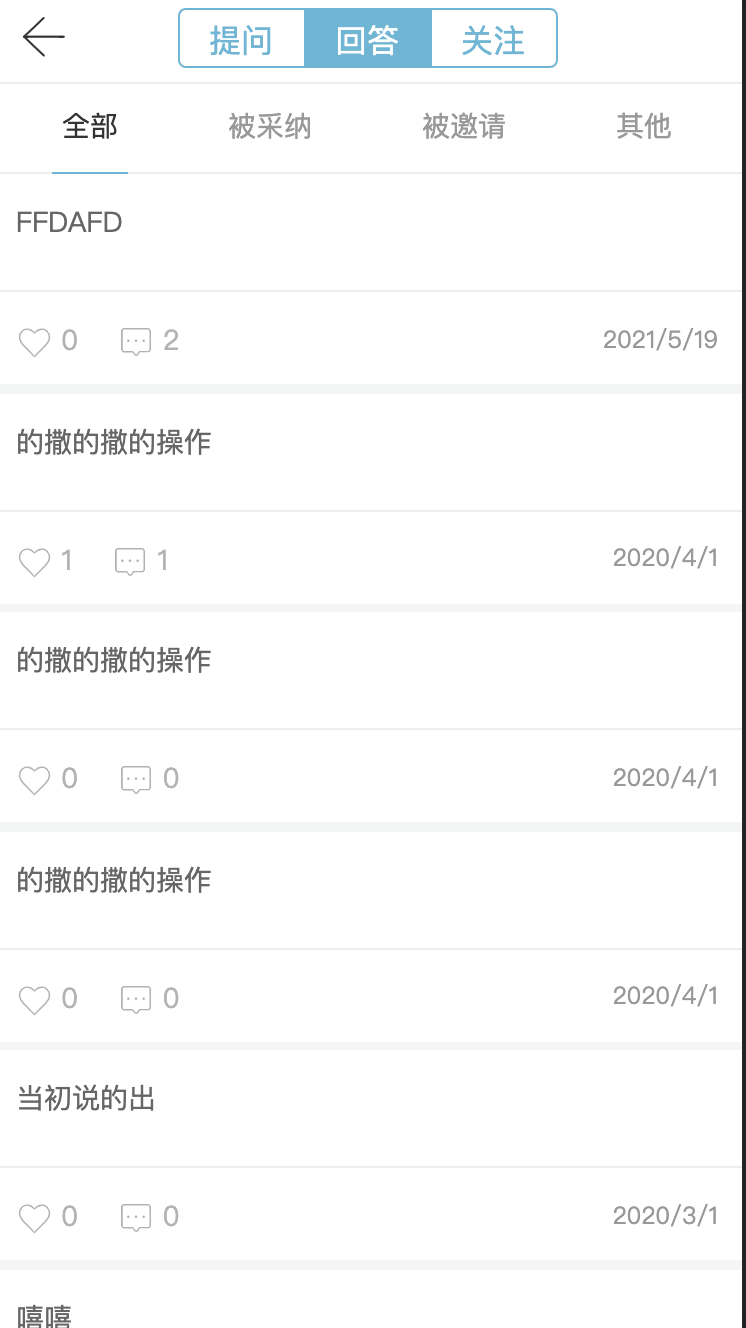 提问 回答 关注
全部 被采纳 被邀请 其他
FFDAFD
0 2 2021/5/19
的撒的撒的操作
1 1 2020/4/1
的撒的撒的操作
0 0 2020/4/1
的撒的撒的操作
0 0 2020/4/1
当初说的出
0 0 2020/3/1
嘻嘻